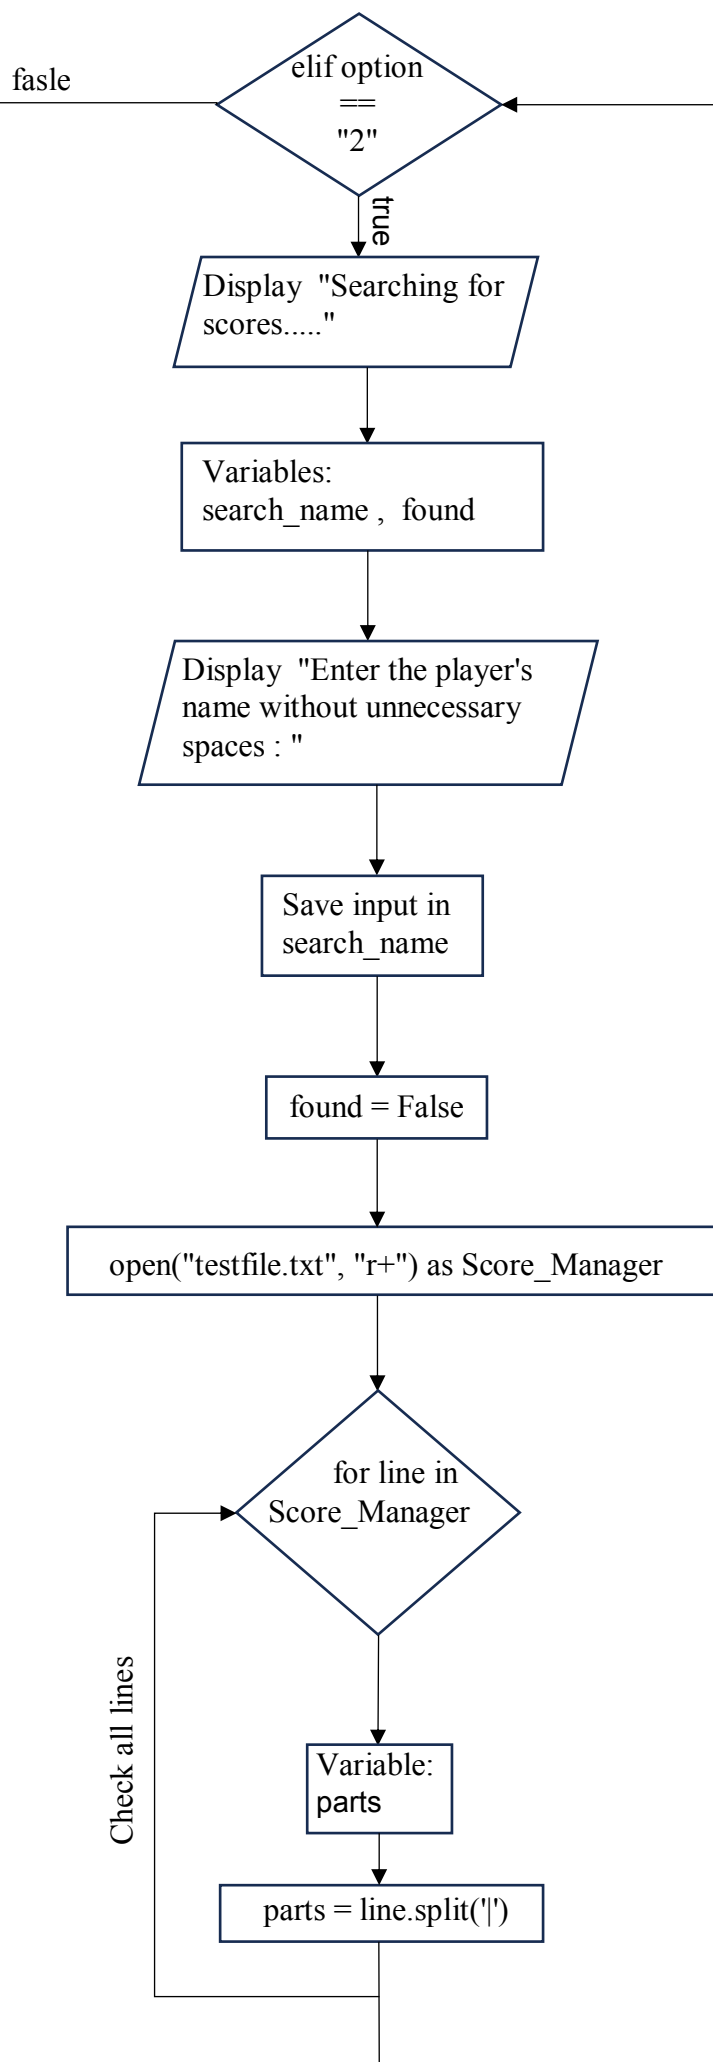 fasle
elif option
==
"2"
true
Display  "Searching for
scores....."
Variables:
search_name ,  found
Display  "Enter the player's
name without unnecessary
spaces : "
Save input in
search_name
found = False
open("testfile.txt", "r+") as Score_Manager
for line in
Score_Manager
Check all lines
Variable:
parts
parts = line.split('|')